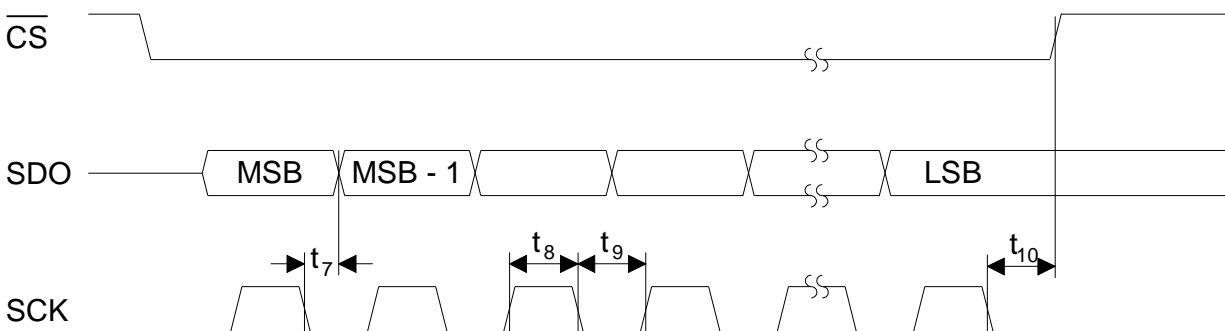 CS
SDO
MSB
MSB - 1
LSB
t7
t8
t9
t10
SCK